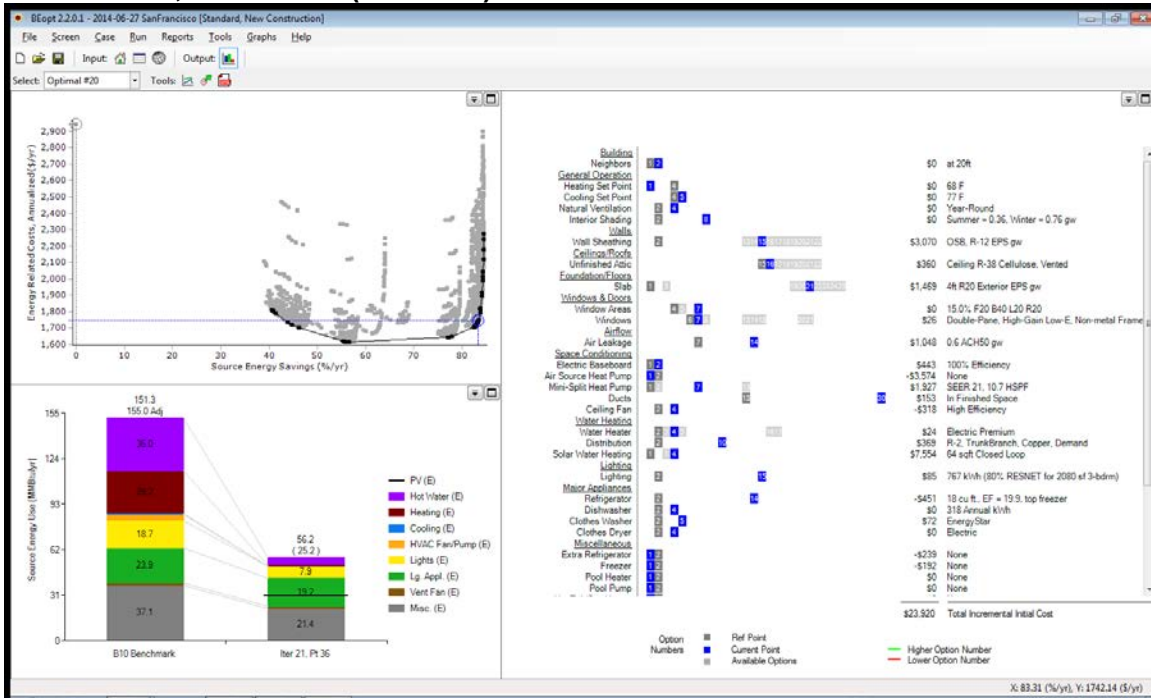 BEopt 2.2.0.1 - 2014-06-27 SanFrancisco [Standard, New Construction]
File Screen Case Run Reports Tools Graphs Help
Input: Output:
Select: Optimal #20 Tools:
Energy Related Costs, Annualized ($/yr)
2,900
2,800
2,700
2,600
2,500
2,400
2,300
2,200
2,100
2,000
1,900
1,800
1,700
1,600
0 10 20 30 40 50 60 70 80
Source Energy Savings (%/yr)
Source Energy Use (MMBtu/yr)
155
124
93
62
31
0
151.3
155.0 Adj
18.7
23.9
37.1
B10 Benchmark
56.2
(25.2)
7.9
19.2
21.4
Iter 21, Pt 36
PV (E)
Hot Water (E)
Heating (E)
Cooling (E)
HVAC Fan/Pump (E)
Lights (E)
Lg. Appl. (E)
Vent Fan (E)
Misc. (E)
Building
Neighbors $0 at 20ft
General Operation
Heating Set Point $0 68 F
Cooling Set Point $0 77 F
Natural Ventilation $0 Year-Round
Interior Shading $0 Summer = 0.36, Winter = 0.76 gw
Walls
Wall Sheathing $3,070 OSB, R-12 EPS gw
Ceilings/Roofs
Unfinished Attic $360 Ceiling R-38 Cellulose, Vented
Foundation/Floors
Slab $1,469 4ft R20 Exterior EPS gw
Windows & Doors
Window Areas $0 15.0% F20 B40 L20 R20
Windows $26 Double-Pane, High-Gain Low-E, Non-metal Frame
Airflow
Air Leakage $1,048 0.6 ACH50 gw
Space Conditioning
Electric Baseboard $443 100% Efficiency
Air Source Heat Pump -$3,574 None
Mini-Split Heat Pump $1,927 SEER 21, 10.7 HSPF
Ducts $153 In Finished Space
Ceiling Fan -$318 High Efficiency
Water Heating
Water Heater $24 Electric Premium
Distribution $369 R-2, TrunkBranch, Copper, Demand
Solar Water Heating $7,554 64 sqft Closed Loop
Lighting
Lighting $85 767 kWh (80% RESNET for 2080 sf 3-bdrm)
Major Appliances
Refrigerator -$451 18 cu ft., EF = 19.9, top freezer
Dishwasher $0 318 Annual kWh
Clothes Washer $72 EnergyStar
Clothes Dryer $0 Electric
Miscellaneous
Extra Refrigerator -$239 None
Freezer -$192 None
Pool Heater $0 None
Pool Pump $0 None
$23,920 Total Incremental Initial Cost
Option Numbers
Ref Point
Current Point
Available Options
Higher Option Number
Lower Option Number
X: 83.31 (%/yr), Y: 1742.14 ($/yr)